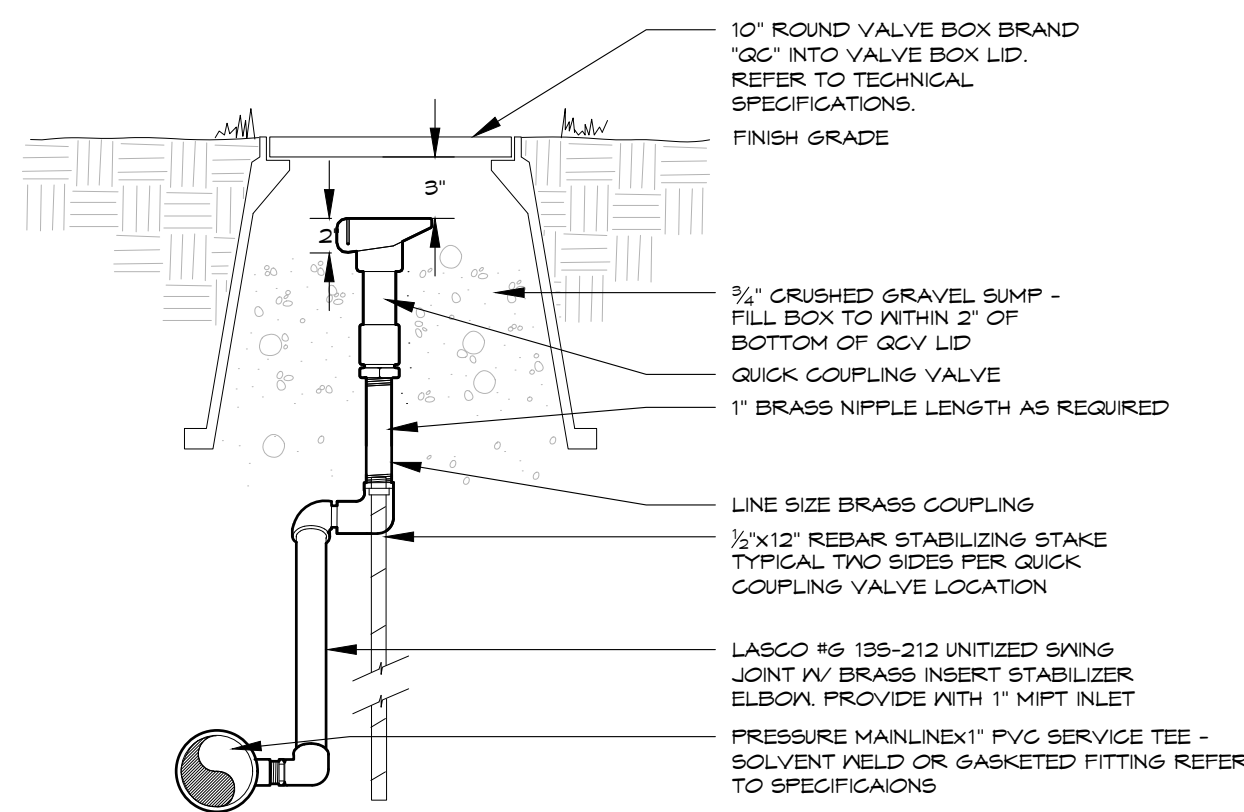 10" ROUND VALVE BOX BRAND
"QC" INTO VALVE BOX LID.
REFER TO TECHNICAL
SPECIFICATIONS.
FINISH GRADE
3"
2"
¾" CRUSHED GRAVEL SUMP -
FILL BOX TO WITHIN 2" OF
BOTTOM OF QCV LID
QUICK COUPLING VALVE
1" BRASS NIPPLE LENGTH AS REQUIRED
LINE SIZE BRASS COUPLING
½"x12" REBAR STABILIZING STAKE
TYPICAL TWO SIDES PER QUICK
COUPLING VALVE LOCATION
LASCO #G 13S-212 UNITIZED SWING
JOINT W/ BRASS INSERT STABILIZER
ELBOW. PROVIDE WITH 1" MIPT INLET
PRESSURE MAINLINEx1" PVC SERVICE TEE -
SOLVENT WELD OR GASKETED FITTING REFER
TO SPECIFICAIONS